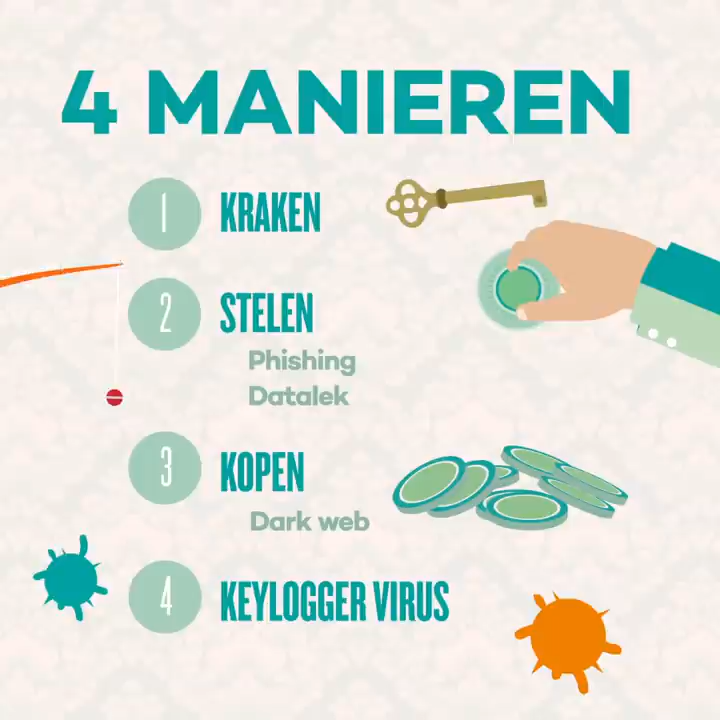 4 MANIEREN
1 KRAKEN
2 STELEN
Phishing
Datalek
3 KOPEN
Dark web
4 KEYLOGGER VIRUS